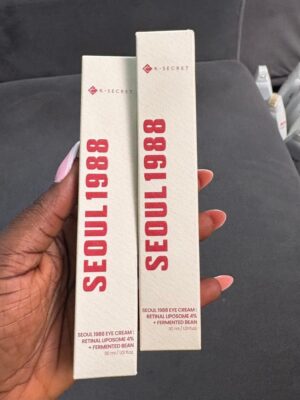 K-SECRET
SEOUL1988
SEOUL 1988 EYE CREAM :
RETINAL LIPOSOME 4%
+ FERMENTED BEAN
30 ml / 1.01 fl.oz
K-SECRET
SEOUL1988
SEOUL 1988 EYE CREAM :
RETINAL LIPOSOME 4%
+ FERMENTED BEAN
30 ml / 1.01 fl.oz